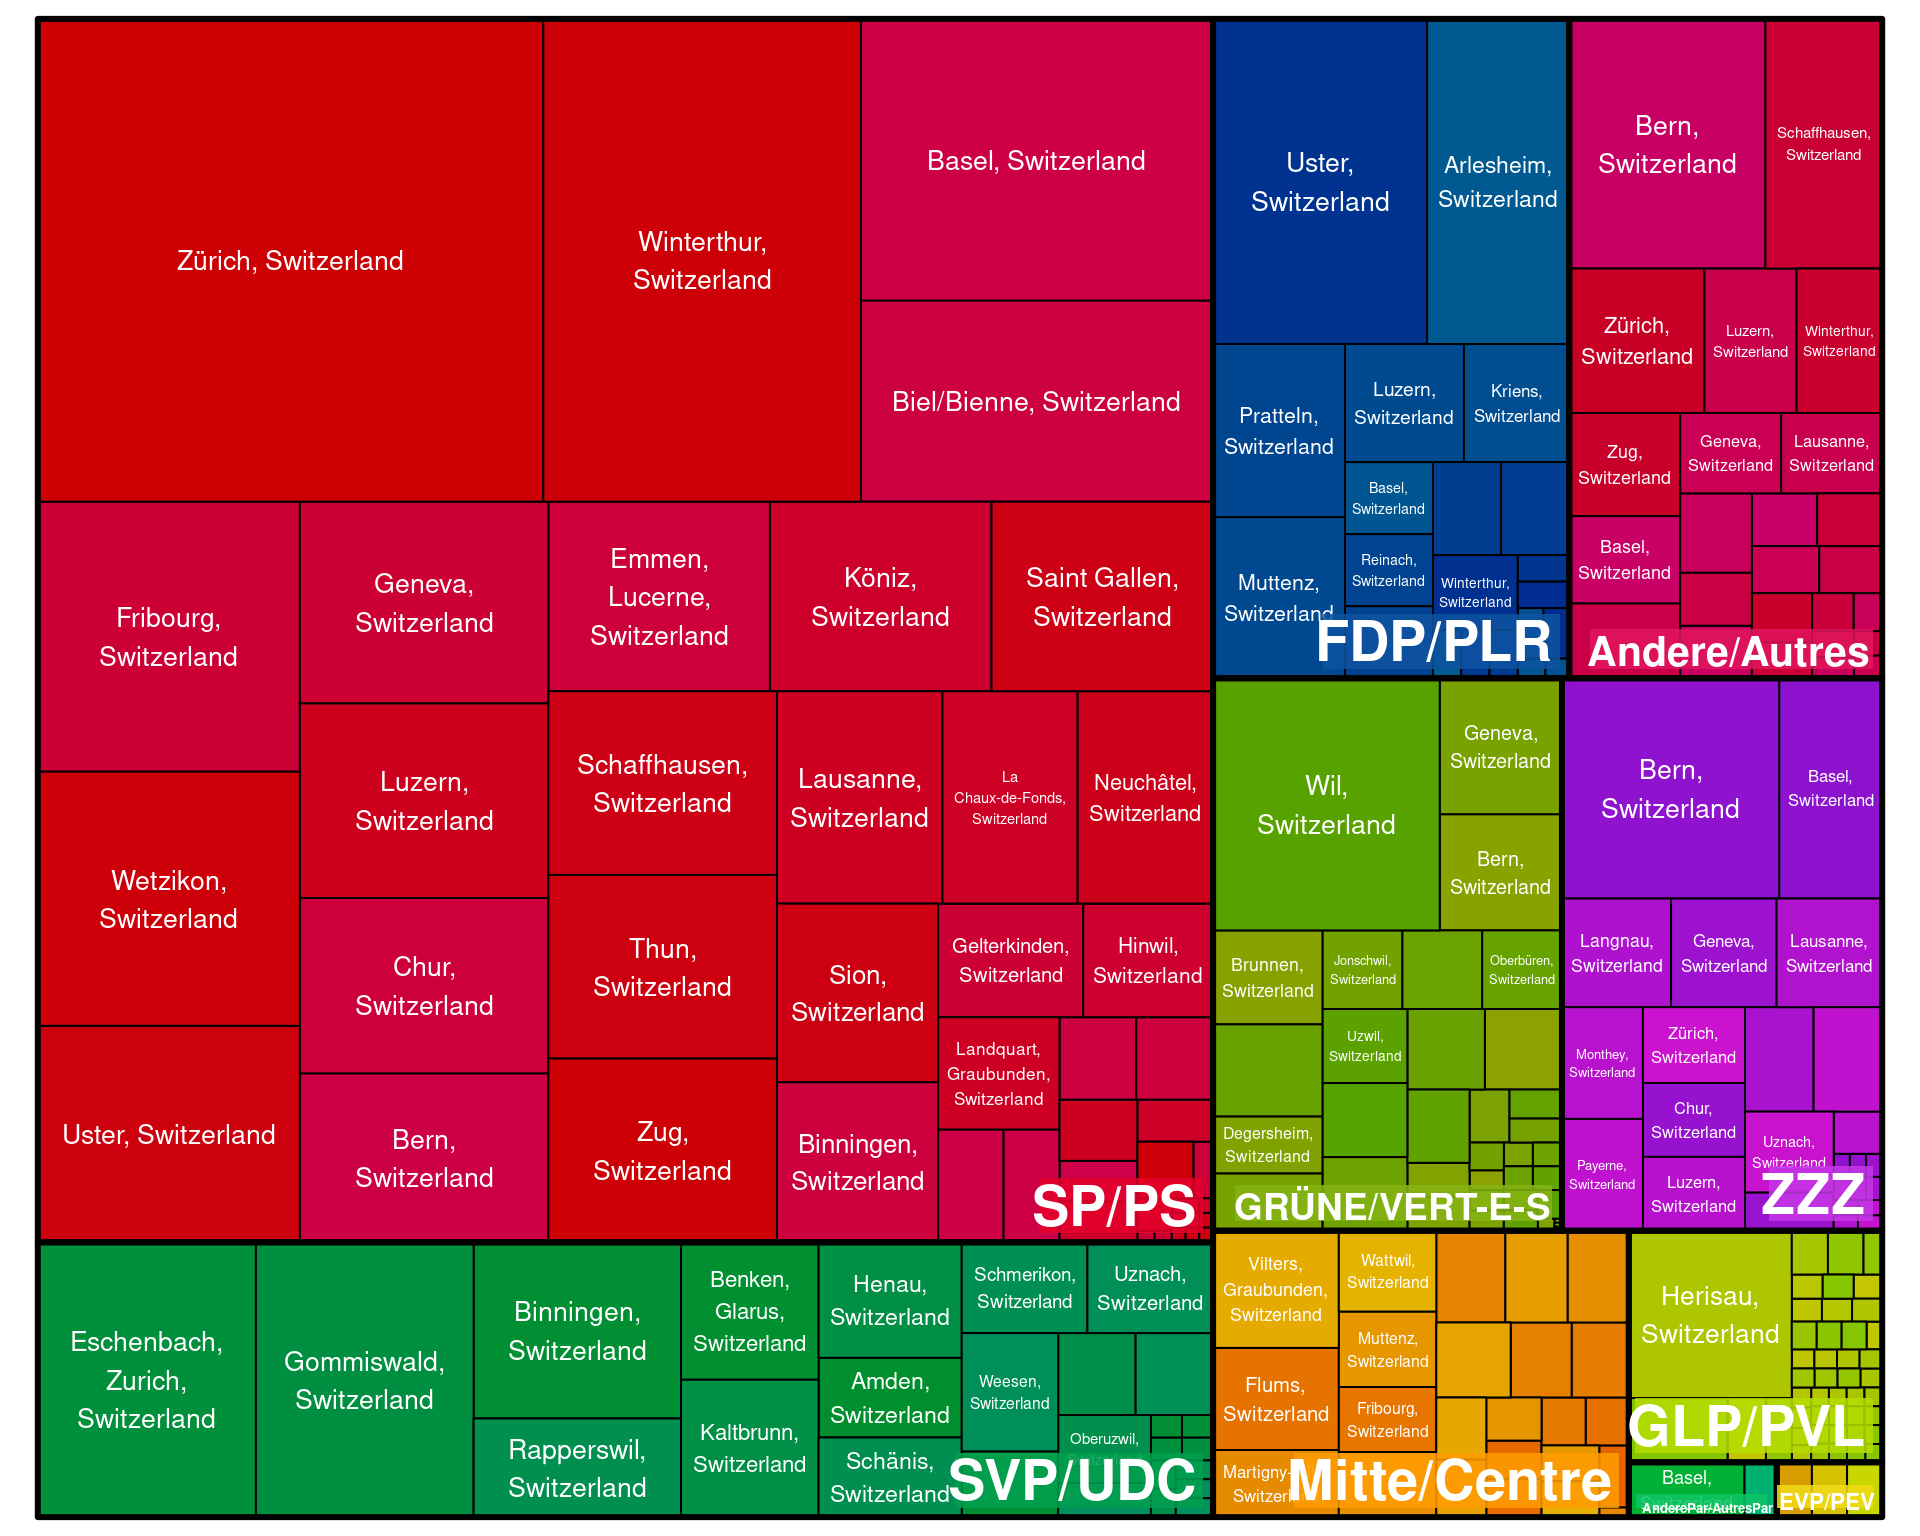 Zürich, Switzerland
Winterthur,
Switzerland
Basel, Switzerland
Biel/Bienne, Switzerland
Fribourg,
Switzerland
Geneva,
Switzerland
Emmen,
Lucerne,
Switzerland
Köniz,
Switzerland
Saint Gallen,
Switzerland
Wetzikon,
Switzerland
Luzern,
Switzerland
Schaffhausen,
Switzerland
Lausanne,
Switzerland
La
Chaux-de-Fonds,
Switzerland
Neuchâtel,
Switzerland
Chur,
Switzerland
Thun,
Switzerland
Sion,
Switzerland
Gelterkinden,
Switzerland
Hinwil,
Switzerland
Landquart,
Graubunden,
Switzerland
Uster, Switzerland
Bern,
Switzerland
Zug,
Switzerland
Binningen,
Switzerland
SP/PS
Eschenbach,
Zurich,
Switzerland
Gommiswald,
Switzerland
Binningen,
Switzerland
Rapperswil,
Switzerland
Benken,
Glarus,
Switzerland
Kaltbrunn,
Switzerland
Henau,
Switzerland
Amden,
Switzerland
Schänis,
Switzerland
Schmerikon,
Switzerland
Uznach,
Switzerland
Weesen,
Switzerland
Oberuzwil,
SVP/UDC
Uster,
Switzerland
Arlesheim,
Switzerland
Pratteln,
Switzerland
Luzern,
Switzerland
Kriens,
Switzerland
Basel,
Switzerland
Reinach,
Switzerland
Winterthur,
Switzerland
Muttenz,
Switzerland
FDP/PLR
Bern,
Switzerland
Schaffhausen,
Switzerland
Zürich,
Switzerland
Luzern,
Switzerland
Winterthur,
Switzerland
Zug,
Switzerland
Geneva,
Switzerland
Lausanne,
Switzerland
Basel,
Switzerland
Andere/Autres
Wil,
Switzerland
Geneva,
Switzerland
Bern,
Switzerland
Brunnen,
Switzerland
Jonschwil,
Switzerland
Oberbüren,
Switzerland
Uzwil,
Switzerland
Degersheim,
Switzerland
GRÜNE/VERT-E-S
Bern,
Switzerland
Basel,
Switzerland
Langnau,
Switzerland
Geneva,
Switzerland
Lausanne,
Switzerland
Monthey,
Switzerland
Zürich,
Switzerland
Chur,
Switzerland
Payerne,
Switzerland
Luzern,
Switzerland
Uznach,
Switzerland
ZZZ
Vilters,
Graubunden,
Switzerland
Wattwil,
Switzerland
Muttenz,
Switzerland
Flums,
Switzerland
Fribourg,
Switzerland
Martigny-
Mitte/Centre
Herisau,
Switzerland
GLP/PVL
Basel,
AnderePar/AutresPar
EVP/PEV